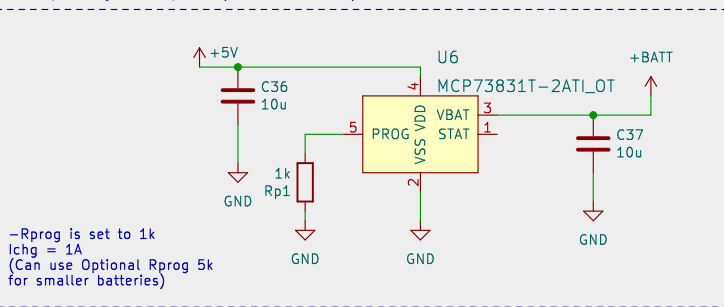 +5V
U6
+BATT
MCP73831T-2ATI_OT
C36
10u
4
VDD
VBAT
3
5
PROG
STAT
1
VSS
2
C37
10u
1k
Rp1
GND
GND
GND
GND
-Rprog is set to 1k
Ichg = 1A
(Can use Optional Rprog 5k
for smaller batteries)